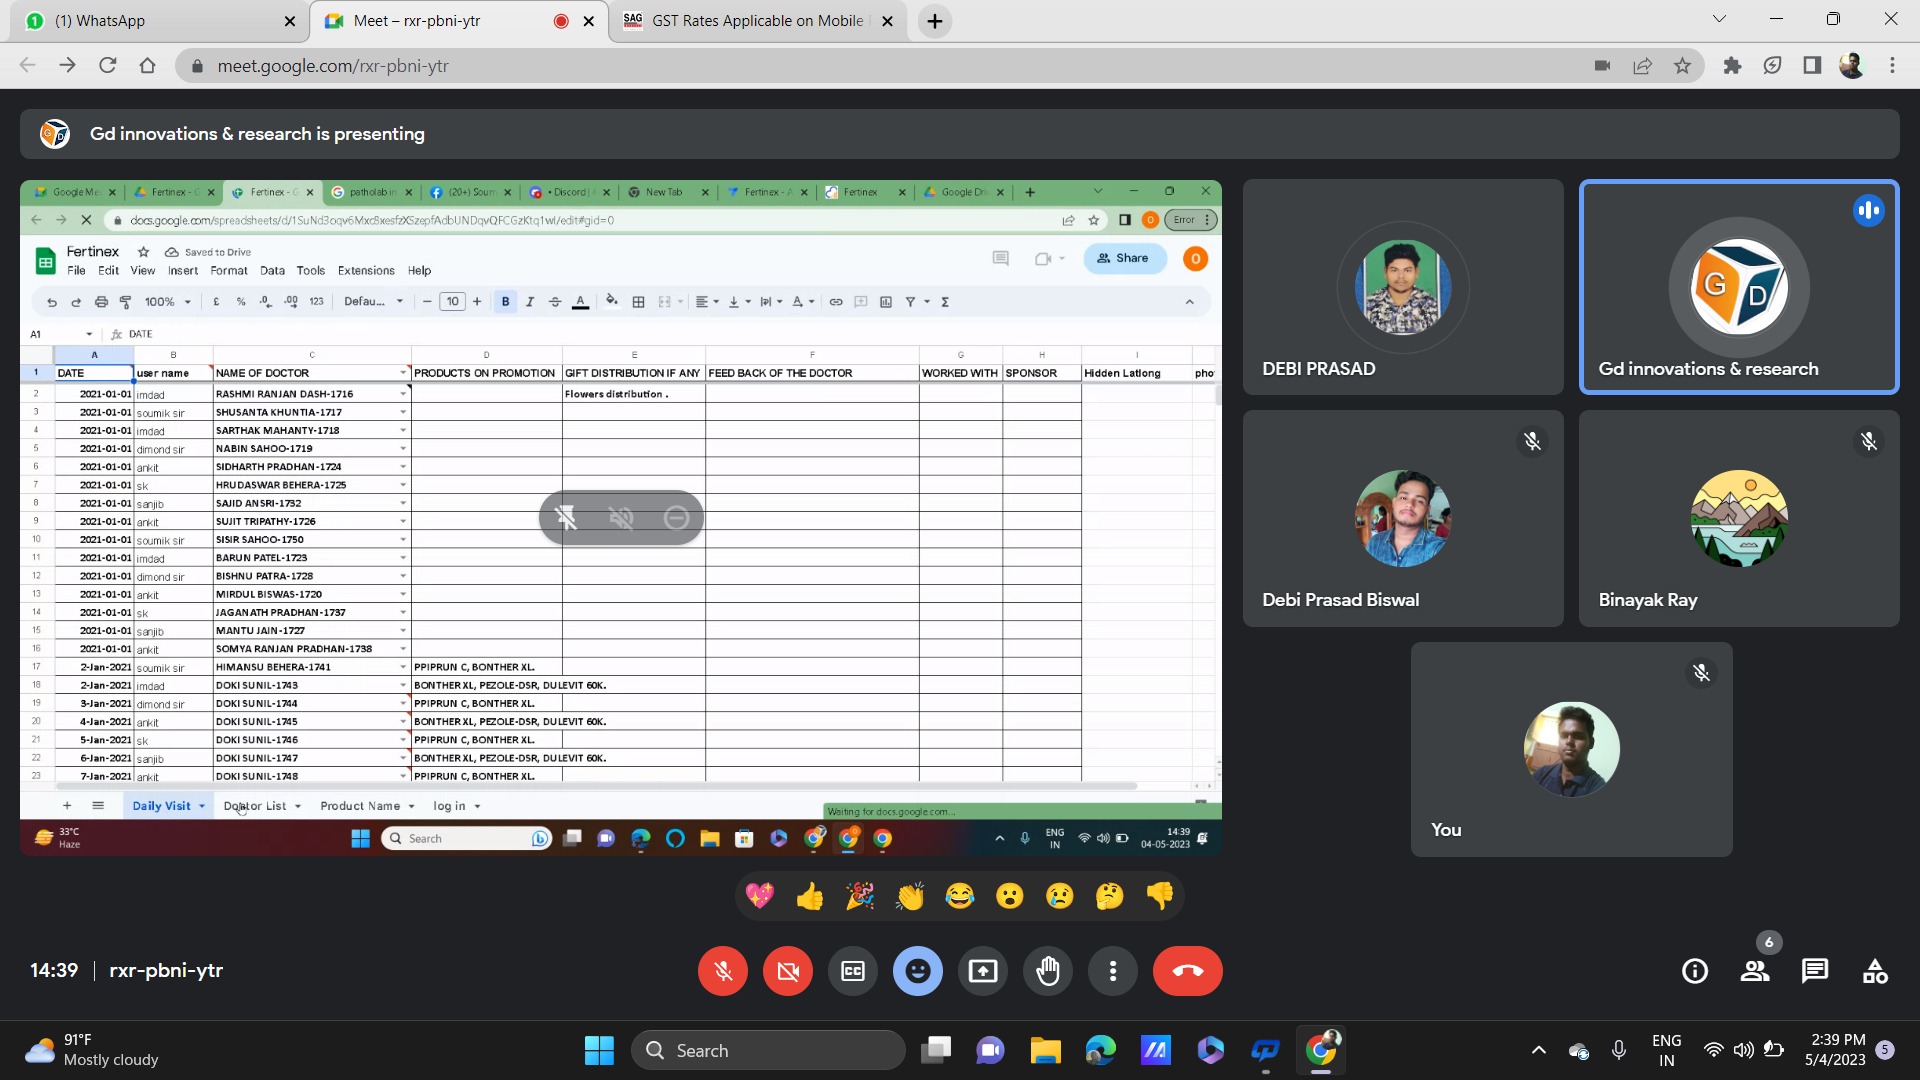 (1) WhatsApp
Meet – rxr-pbni-ytr
SAG
GST Rates Applicable on Mobile
meet.google.com/rxr-pbni-ytr
Gd innovations & research is presenting
Google Me
Fertinex - G
Fertinex - G
patholab in
(20+) Soum
• Discord |
New Tab
Fertinex - A
Fertinex
Google Dri
Error
Fertinex
Saved to Drive
File Edit View Insert Format Data Tools Extensions Help
Share
O
100% £ % .0 .00 123 Defau... 10 B I A
A1 fx DATE
A B C D E F G H I
1 DATE user name NAME OF DOCTOR PRODUCTS ON PROMOTION GIFT DISTRIBUTION IF ANY FEED BACK OF THE DOCTOR WORKED WITH SPONSOR Hidden Latlong pho
2 2021-01-01 imdad RASHMI RANJAN DASH-1716 Flowers distribution .
3 2021-01-01 soumik sir SHUSANTA KHUNTIA-1717
4 2021-01-01 imdad SARTHAK MAHANTY-1718
5 2021-01-01 dimond sir NABIN SAHOO-1719
6 2021-01-01 ankit SIDHARTH PRADHAN-1724
7 2021-01-01 sk HRUDASWAR BEHERA-1725
8 2021-01-01 sanjib SAJID ANSRI-1732
9 2021-01-01 ankit SUJIT TRIPATHY-1726
10 2021-01-01 soumik sir SISIR SAHOO-1750
11 2021-01-01 imdad BARUN PATEL-1723
12 2021-01-01 dimond sir BISHNU PATRA-1728
13 2021-01-01 ankit MIRDUL BISWAS-1720
14 2021-01-01 sk JAGANATH PRADHAN-1737
15 2021-01-01 sanjib MANTU JAIN-1727
16 2021-01-01 ankit SOMYA RANJAN PRADHAN-1738
17 2-Jan-2021 soumik sir HIMANSU BEHERA-1741 PPIPRUN C, BONTHER XL.
18 2-Jan-2021 imdad DOKI SUNIL-1743 BONTHER XL, PEZOLE-DSR, DULEVIT 60K.
19 3-Jan-2021 dimond sir DOKI SUNIL-1744 PPIPRUN C, BONTHER XL.
20 4-Jan-2021 ankit DOKI SUNIL-1745 BONTHER XL, PEZOLE-DSR, DULEVIT 60K.
21 5-Jan-2021 sk DOKI SUNIL-1746 PPIPRUN C, BONTHER XL.
22 6-Jan-2021 sanjib DOKI SUNIL-1747 BONTHER XL, PEZOLE-DSR, DULEVIT 60K.
23 7-Jan-2021 ankit DOKI SUNIL-1748 PPIPRUN C, BONTHER XL.
Daily Visit Doctor List Product Name log in
Waiting for docs.google.com...
33°C
Haze
Search
ENG
IN
14:39
04-05-2023
DEBI PRASAD
G D
Gd innovations & research
Debi Prasad Biswal
Binayak Ray
You
14:39 | rxr-pbni-ytr
CC
6
91°F
Mostly cloudy
Search
ENG
IN
2:39 PM
5/4/2023
5